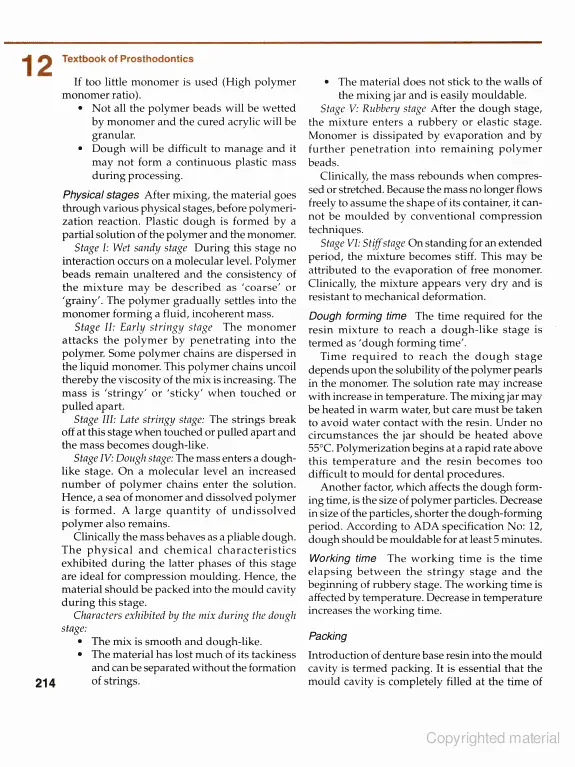 12
Textbook of Prosthodontics
If too little monomer is used (High polymer
monomer ratio).
• Not all the polymer beads will be wetted
by monomer and the cured acrylic will be
granular.
• Dough will be difficult to manage and it
may not form a continuous plastic mass
during processing.
Physical stages After mixing, the material goes
through various physical stages, before polymeri-
zation reaction. Plastic dough is formed by a
partial solution of the polymer and the monomer.
Stage I: Wet sandy stage During this stage no
interaction occurs on a molecular level. Polymer
beads remain unaltered and the consistency of
the mixture may be described as ‘coarse’ or
‘grainy’. The polymer gradually settles into the
monomer forming a fluid, incoherent mass.
Stage II: Early stringy stage The monomer
attacks the polymer by penetrating into the
polymer. Some polymer chains are dispersed in
the liquid monomer. This polymer chains uncoil
thereby the viscosity of the mix is increasing. The
mass is ‘stringy’ or ‘sticky’ when touched or
pulled apart.
Stage III: Late stringy stage: The strings break
off at this stage when touched or pulled apart and
the mass becomes dough-like.
Stage IV: Dough stage: The mass enters a dough-
like stage. On a molecular level an increased
number of polymer chains enter the solution.
Hence, a sea of monomer and dissolved polymer
is formed. A large quantity of undissolved
polymer also remains.
Clinically the mass behaves as a pliable dough.
The physical and chemical characteristics
exhibited during the latter phases of this stage
are ideal for compression moulding. Hence, the
material should be packed into the mould cavity
during this stage.
Characters exhibited by the mix during the dough
stage:
• The mix is smooth and dough-like.
• The material has lost much of its tackiness
and can be separated without the formation
of strings.
214
• The material does not stick to the walls of
the mixing jar and is easily mouldable.
Stage V: Rubbery stage After the dough stage,
the mixture enters a rubbery or elastic stage.
Monomer is dissipated by evaporation and by
further penetration into remaining polymer
beads.
Clinically, the mass rebounds when compres-
sed or stretched. Because the mass no longer flows
freely to assume the shape of its container, it can-
not be moulded by conventional compression
techniques.
Stage VI: Stiff stage On standing for an extended
period, the mixture becomes stiff. This may be
attributed to the evaporation of free monomer.
Clinically, the mixture appears very dry and is
resistant to mechanical deformation.
Dough forming time The time required for the
resin mixture to reach a dough-like stage is
termed as ‘dough forming time’.
Time required to reach the dough stage
depends upon the solubility of the polymer pearls
in the monomer. The solution rate may increase
with increase in temperature. The mixing jar may
be heated in warm water, but care must be taken
to avoid water contact with the resin. Under no
circumstances the jar should be heated above
55°C. Polymerization begins at a rapid rate above
this temperature and the resin becomes too
difficult to mould for dental procedures.
Another factor, which affects the dough form-
ing time, is the size of polymer particles. Decrease
in size of the particles, shorter the dough-forming
period. According to ADA specification No: 12,
dough should be mouldable for at least 5 minutes.
Working time The working time is the time
elapsing between the stringy stage and the
beginning of rubbery stage. The working time is
affected by temperature. Decrease in temperature
increases the working time.
Packing
Introduction of denture base resin into the mould
cavity is termed packing. It is essential that the
mould cavity is completely filled at the time of
Copyrighted material